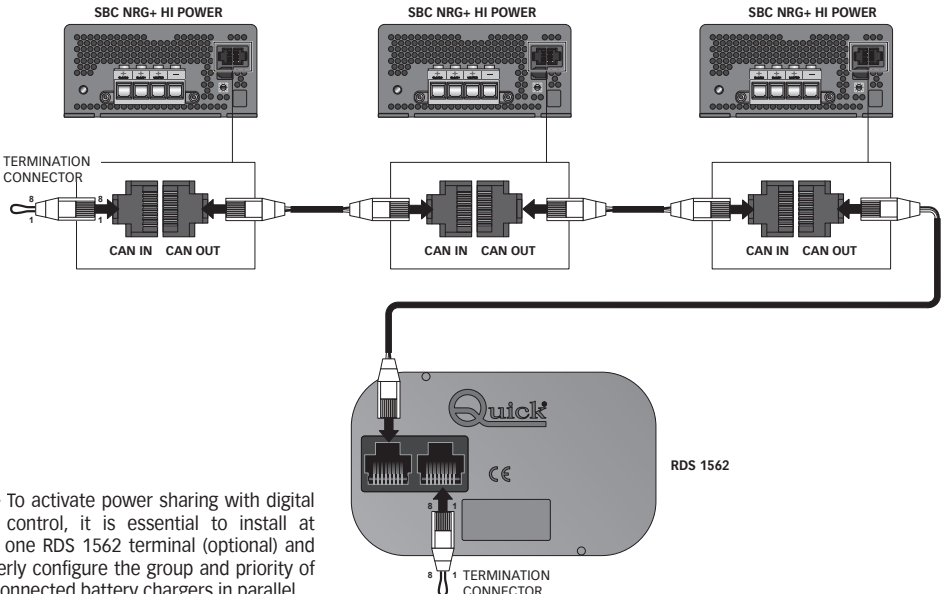 SBC NRG+ HI POWER
SBC NRG+ HI POWER
SBC NRG+ HI POWER
TERMINATION
CONNECTOR
8
1
8
1
CAN IN CAN OUT
CAN IN CAN OUT
CAN IN CAN OUT
Quick
CE
RDS 1562
To activate power sharing with digital
control, it is essential to install at
one RDS 1562 terminal (optional) and
configure the group and priority of
connected battery chargers in parallel
8 1
8 1
TERMINATION
CONNECTOR